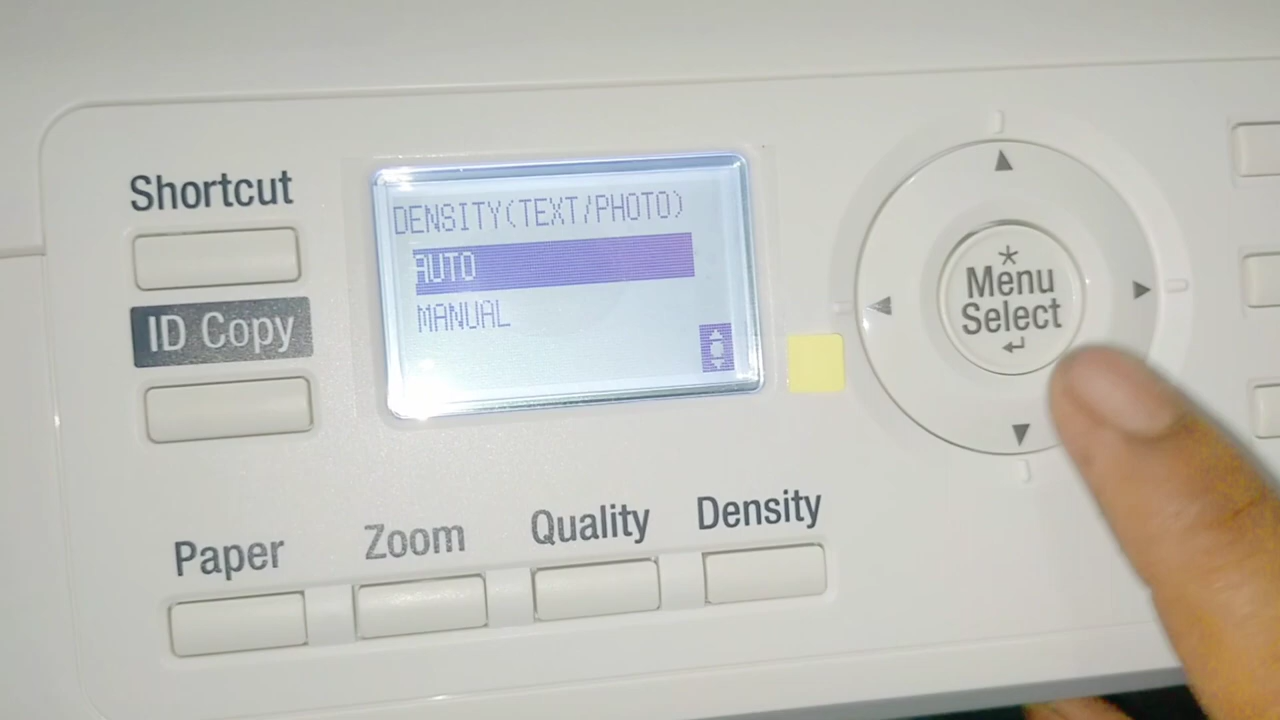 Shortcut
ID Copy
DENSITY(TEXT/PHOTO)
AUTO
MANUAL
*
Menu
Select
Paper
Zoom
Quality
Density